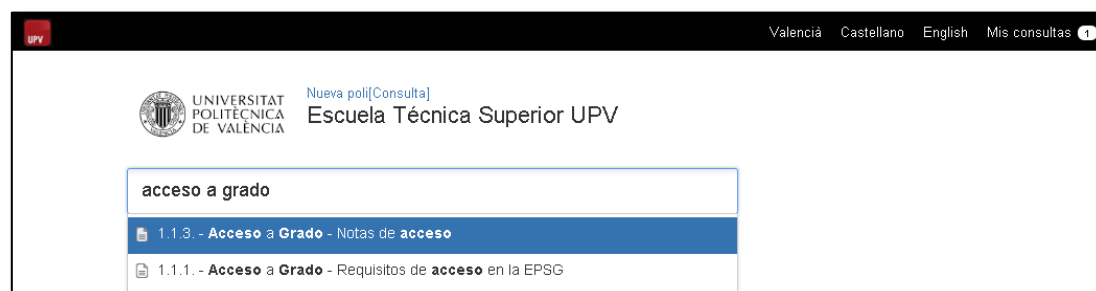 UPV
Valencià Castellano English Mis consultas 1
UNIVERSITAT
POLITÈCNICA
DE VALÈNCIA
Nueva poli[Consulta]
Escuela Técnica Superior UPV
acceso a grado
1.1.3. - Acceso a Grado - Notas de acceso
1.1.1. - Acceso a Grado - Requisitos de acceso en la EPSG